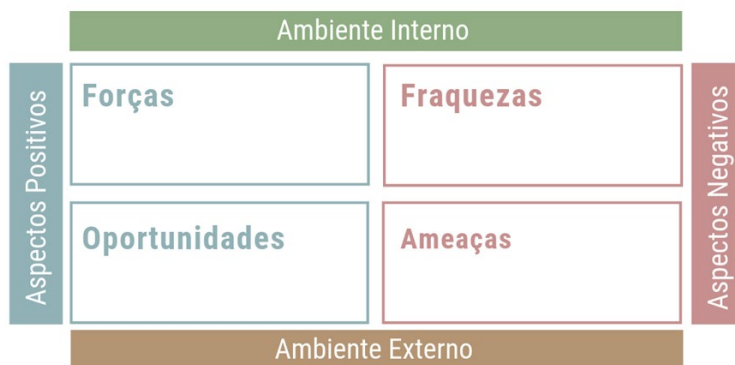 Ambiente Interno
Aspectos Positivos
Forças
Fraquezas
Aspectos Negativos
Oportunidades
Ameaças
Ambiente Externo